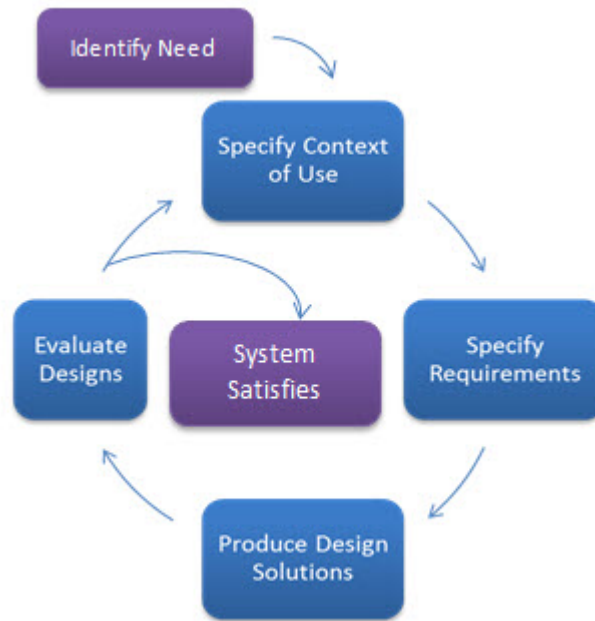 Identify Need
Specify Context
of Use
Evaluate
Designs
System
Satisfies
Specify
Requirements
Produce Design
Solutions